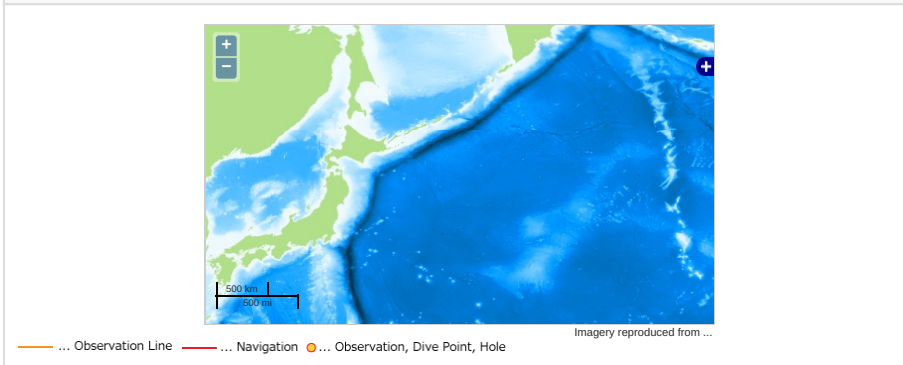 +
−
+
500 km
500 mi
Imagery reproduced from ...
... Observation Line ... Navigation ... Observation, Dive Point, Hole